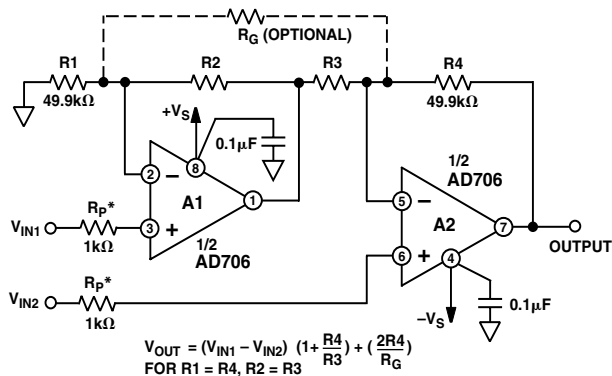 R1
49.9kΩ
R_G (OPTIONAL)
R2
R3
R4
49.9kΩ
+V_S
0.1µF
8
2
–
A1
1
3
+
1/2
AD706
V_IN1
R_P*
1kΩ
V_IN2
R_P*
1kΩ
1/2
AD706
5
–
A2
7
6
+
4
OUTPUT
–V_S
0.1µF
V_OUT = (V_IN1 – V_IN2) (1+ R4/R3) + ( 2R4/R_G )
FOR R1 = R4, R2 = R3